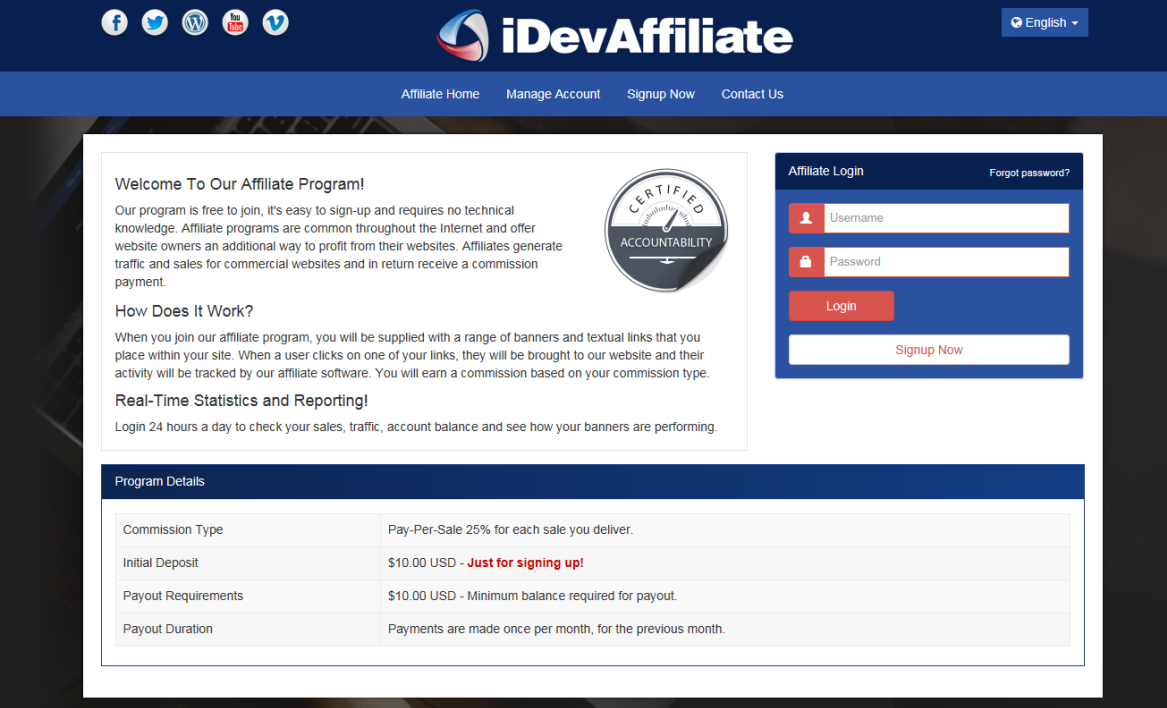 You Tube
iDevAffiliate
English
Affiliate Home Manage Account Signup Now Contact Us
Welcome To Our Affiliate Program!
Our program is free to join, it's easy to sign-up and requires no technical
knowledge. Affiliate programs are common throughout the Internet and offer
website owners an additional way to profit from their websites. Affiliates generate
traffic and sales for commercial websites and in return receive a commission
payment.
CERTIFIED
ACCOUNTABILITY
How Does It Work?
When you join our affiliate program, you will be supplied with a range of banners and textual links that you
place within your site. When a user clicks on one of your links, they will be brought to our website and their
activity will be tracked by our affiliate software. You will earn a commission based on your commission type.
Real-Time Statistics and Reporting!
Login 24 hours a day to check your sales, traffic, account balance and see how your banners are performing.
Affiliate Login Forgot password?
Username
Password
Login
Signup Now
Program Details
Commission Type Pay-Per-Sale 25% for each sale you deliver.
Initial Deposit $10.00 USD - Just for signing up!
Payout Requirements $10.00 USD - Minimum balance required for payout.
Payout Duration Payments are made once per month, for the previous month.